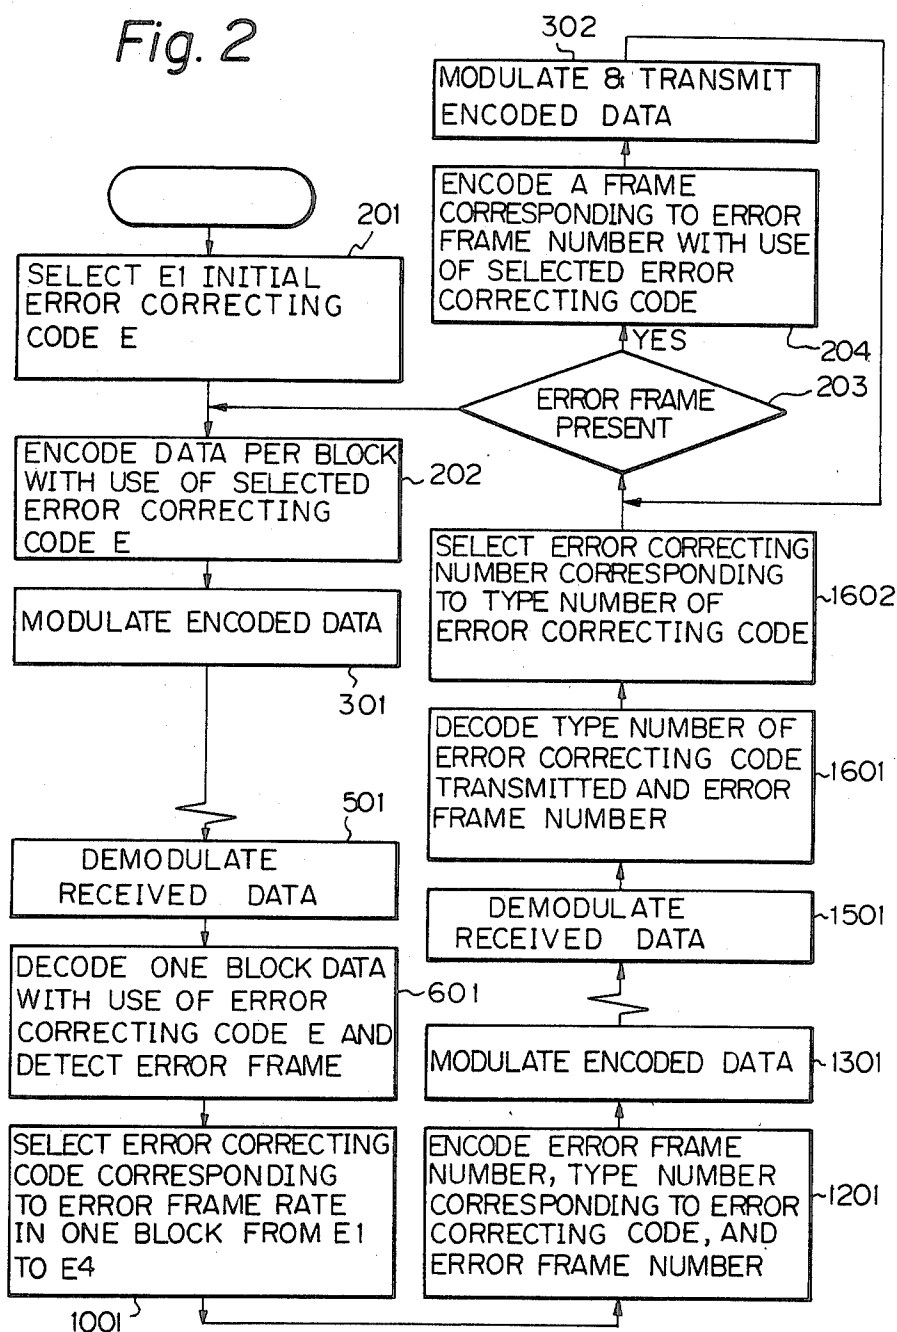 Fig. 2
201
SELECT E1 INITIAL
ERROR CORRECTING
CODE E
ENCODE DATA PER BLOCK
WITH USE OF SELECTED
ERROR CORRECTING
CODE E
202
MODULATE ENCODED DATA
301
501
DEMODULATE
RECEIVED DATA
DECODE ONE BLOCK DATA
WITH USE OF ERROR
CORRECTING CODE E AND
DETECT ERROR FRAME
601
SELECT ERROR CORRECTING
CODE CORRESPONDING
TO ERROR FRAME RATE
IN ONE BLOCK FROM E1
TO E4
1001
302
MODULATE & TRANSMIT
ENCODED DATA
ENCODE A FRAME
CORRESPONDING TO ERROR
FRAME NUMBER WITH USE
OF SELECTED ERROR
CORRECTING CODE
204
YES
203
ERROR FRAME
PRESENT
SELECT ERROR CORRECTING
NUMBER CORRESPONDING
TO TYPE NUMBER OF
ERROR CORRECTING CODE
1602
DECODE TYPE NUMBER OF
ERROR CORRECTING CODE
TRANSMITTED AND ERROR
FRAME NUMBER
1601
DEMODULATE
RECEIVED DATA
1501
MODULATE ENCODED DATA
1301
ENCODE ERROR FRAME
NUMBER, TYPE NUMBER
CORRESPONDING TO ERROR
CORRECTING CODE, AND
ERROR FRAME NUMBER
1201